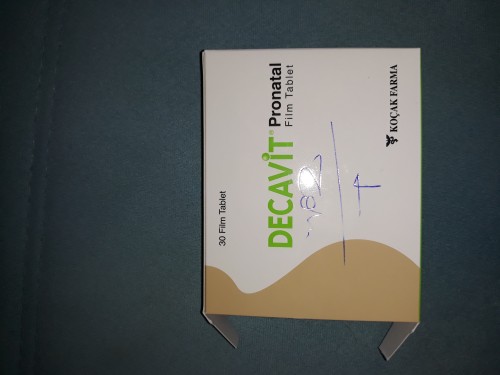 DECAVİT® Pronatal
Film Tablet
30 Film Tablet
KOÇAK FARMA